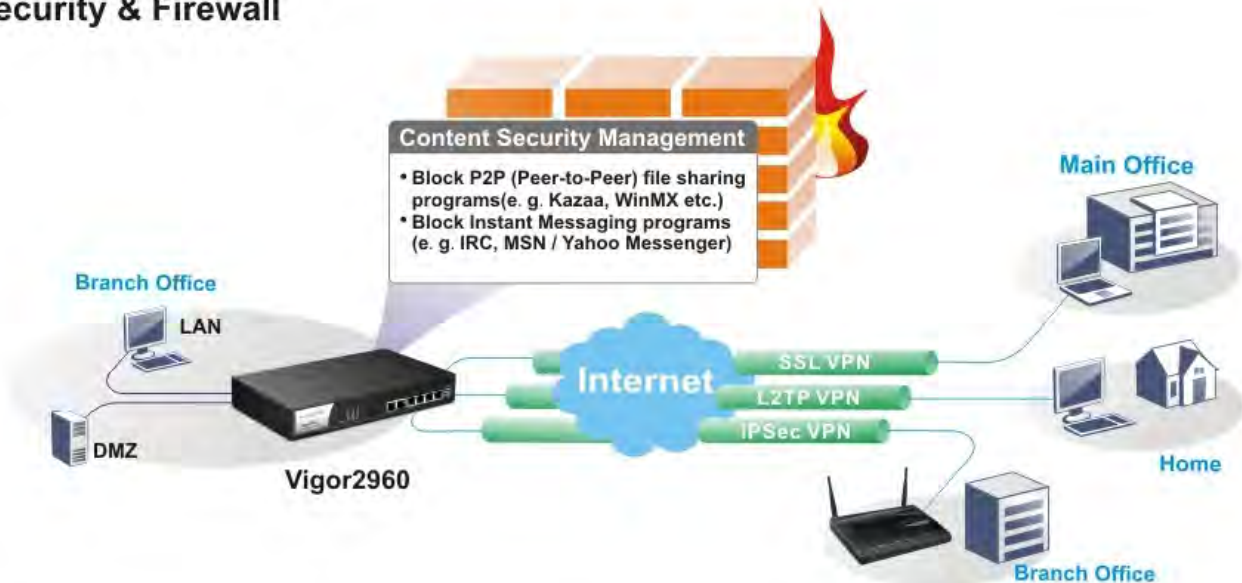 ecurity & Firewall
Content Security Management
• Block P2P (Peer-to-Peer) file sharing
programs(e. g. Kazaa, WinMX etc.)
• Block Instant Messaging programs
(e. g. IRC, MSN / Yahoo Messenger)
Main Office
Branch Office
LAN
SSL VPN
Internet
L2TP VPN
IPSec VPN
DMZ
Vigor2960
Home
Branch Office